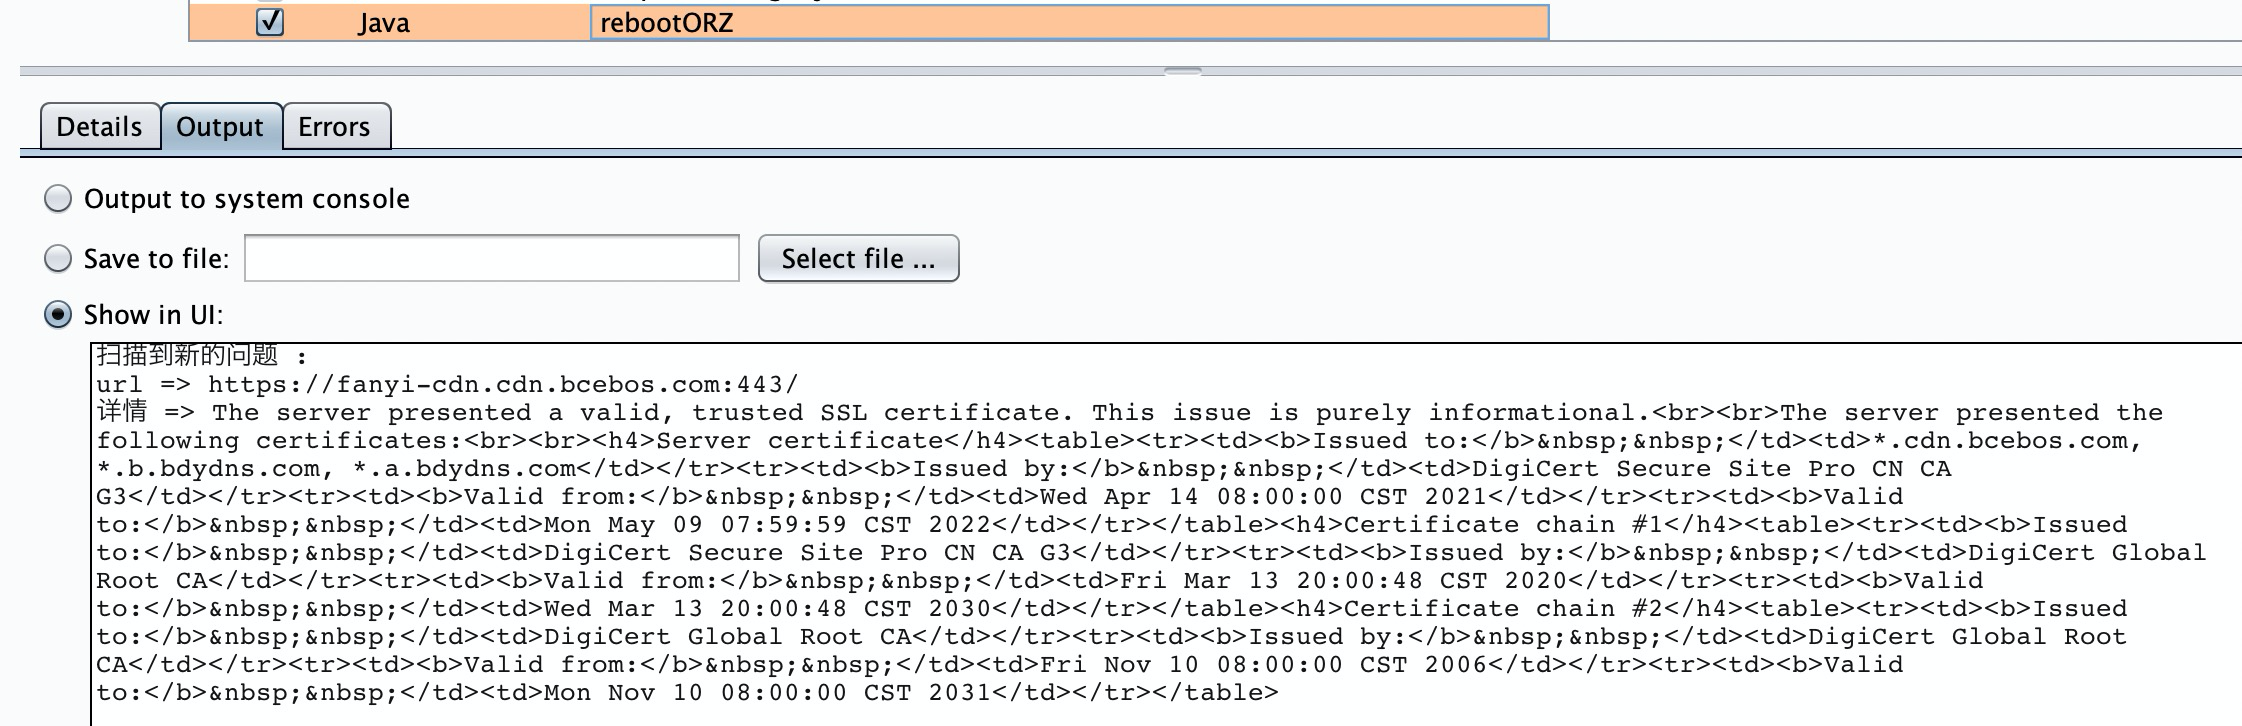 Java rebootORZ
Details Output Errors
Output to system console
Save to file: Select file ...
Show in UI:
扫描到新的问题 :
url => https://fanyi-cdn.cdn.bcebos.com:443/
详情 => The server presented a valid, trusted SSL certificate. This issue is purely informational.<br><br>The server presented the
following certificates:<br><br><h4>Server certificate</h4><table><tr><td><b>Issued to:</b>&nbsp;&nbsp;</td><td>*.cdn.bcebos.com,
*.b.bdydns.com, *.a.bdydns.com</td></tr><tr><td><b>Issued by:</b>&nbsp;&nbsp;</td><td>DigiCert Secure Site Pro CN CA
G3</td></tr><tr><td><b>Valid from:</b>&nbsp;&nbsp;</td><td>Wed Apr 14 08:00:00 CST 2021</td></tr><tr><td><b>Valid
to:</b>&nbsp;&nbsp;</td><td>Mon May 09 07:59:59 CST 2022</td></tr></table><h4>Certificate chain #1</h4><table><tr><td><b>Issued
to:</b>&nbsp;&nbsp;</td><td>DigiCert Secure Site Pro CN CA G3</td></tr><tr><td><b>Issued by:</b>&nbsp;&nbsp;</td><td>DigiCert Global
Root CA</td></tr><tr><td><b>Valid from:</b>&nbsp;&nbsp;</td><td>Fri Mar 13 20:00:48 CST 2020</td></tr><tr><td><b>Valid
to:</b>&nbsp;&nbsp;</td><td>Wed Mar 13 20:00:48 CST 2030</td></tr></table><h4>Certificate chain #2</h4><table><tr><td><b>Issued
to:</b>&nbsp;&nbsp;</td><td>DigiCert Global Root CA</td></tr><tr><td><b>Issued by:</b>&nbsp;&nbsp;</td><td>DigiCert Global Root
CA</td></tr><tr><td><b>Valid from:</b>&nbsp;&nbsp;</td><td>Fri Nov 10 08:00:00 CST 2006</td></tr><tr><td><b>Valid
to:</b>&nbsp;&nbsp;</td><td>Mon Nov 10 08:00:00 CST 2031</td></tr></table>